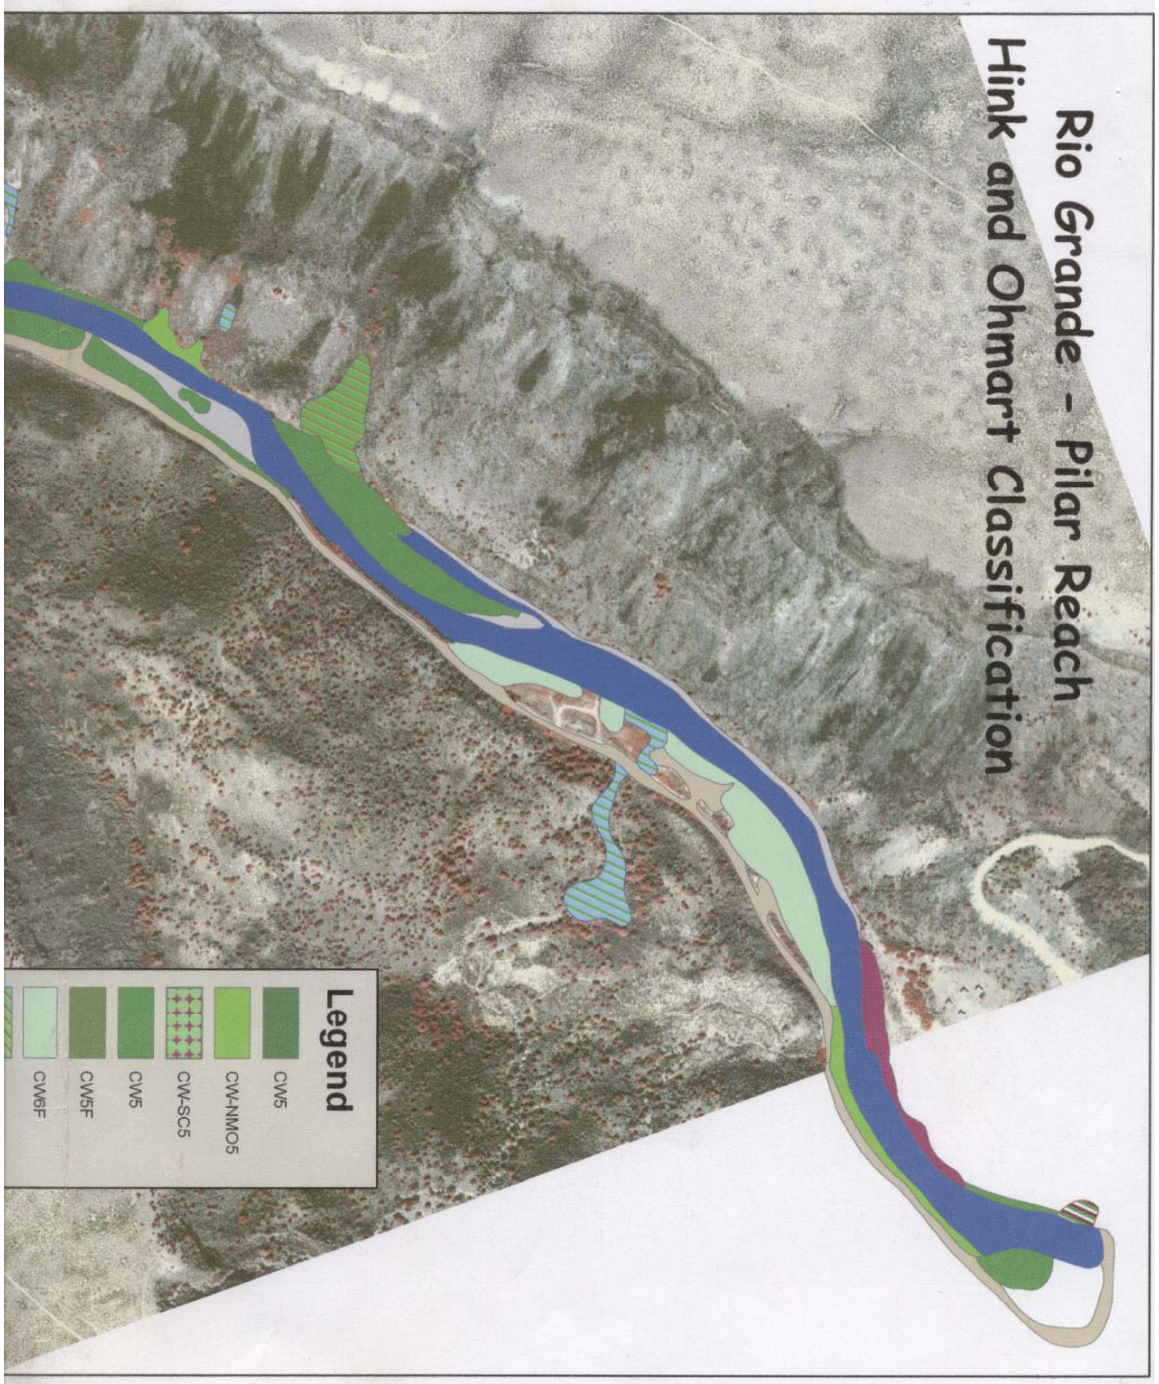 Rio Grande - Pilar Reach
Hink and Ohmart Classification
Legend
CW5
CW-NMO5
CW-SC5
CW5
CW5F
CW6F